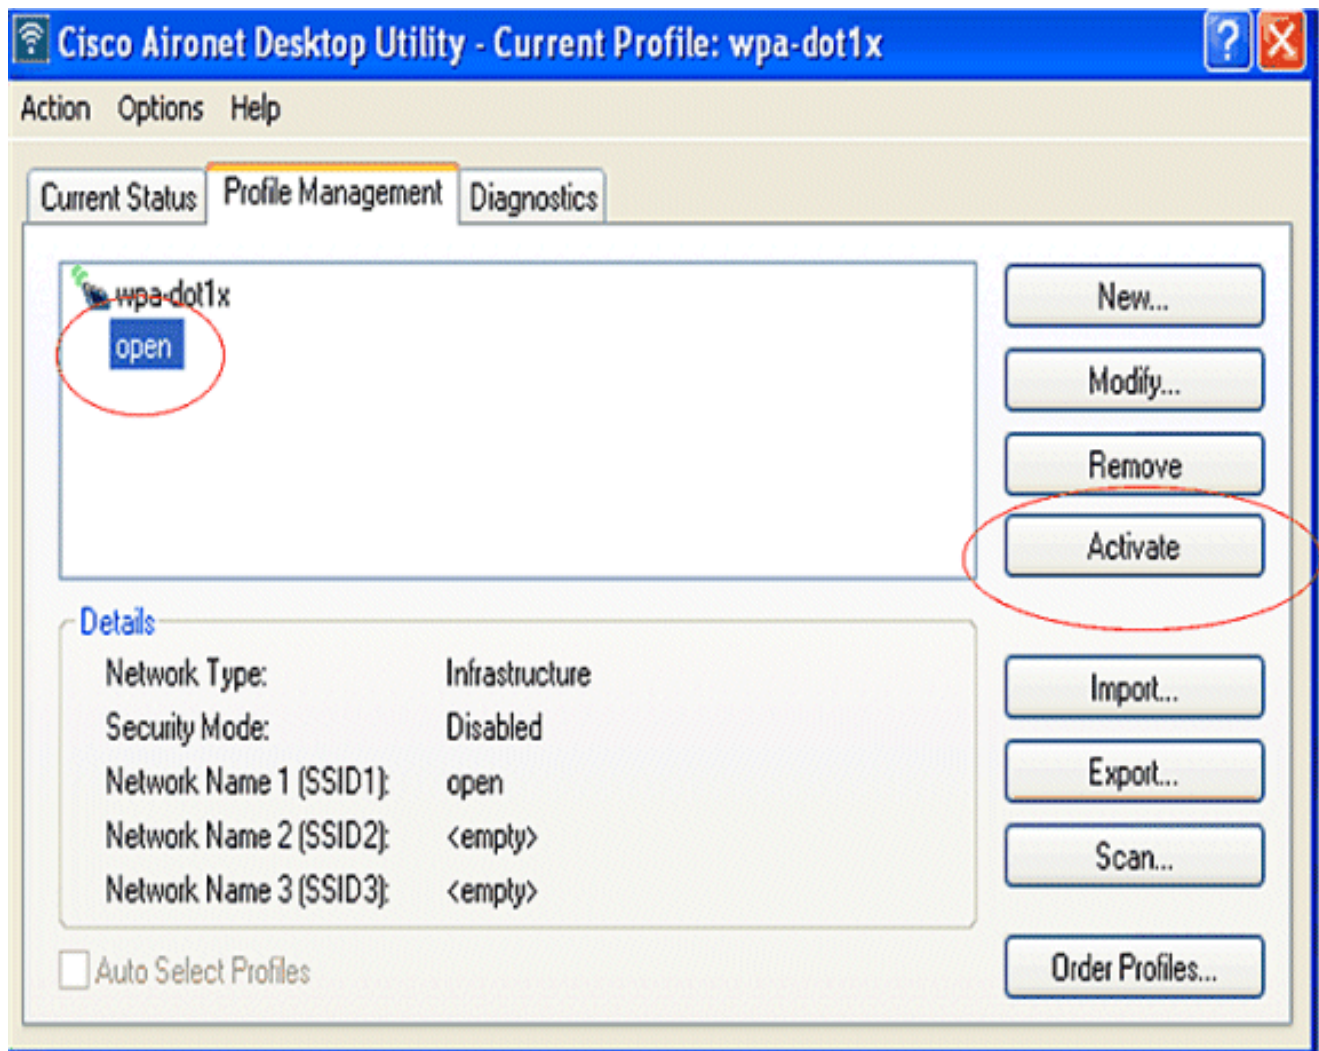 Cisco Aironet Desktop Utility - Current Profile: wpa-dot1x
?
Action Options Help
Current Status Profile Management Diagnostics
wpa-dot1x
open
New...
Modify...
Remove
Activate
Details
Network Type: Infrastructure
Security Mode: Disabled
Network Name 1 (SSID1): open
Network Name 2 (SSID2): <empty>
Network Name 3 (SSID3): <empty>
Import...
Export...
Scan...
Auto Select Profiles
Order Profiles...